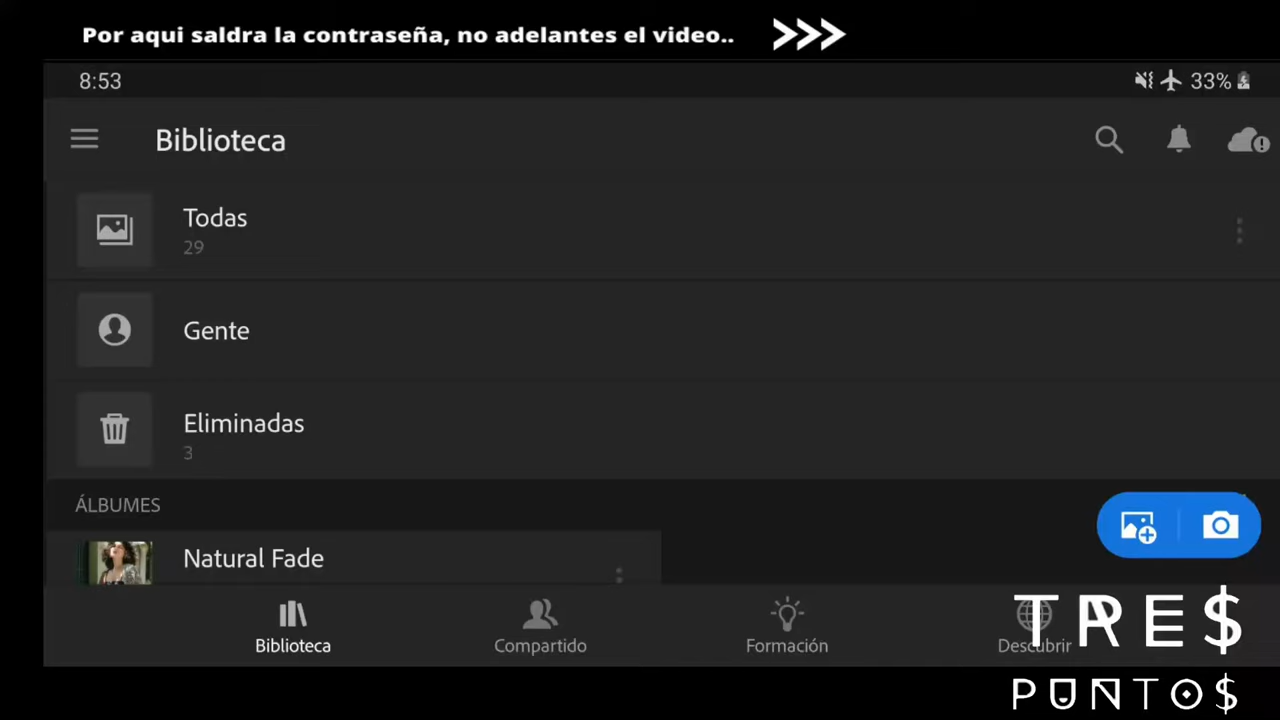 Por aqui saldra la contraseña, no adelantes el video.. >>>
8:53
33%
Biblioteca
Todas
29
Gente
Eliminadas
3
ÁLBUMES
Natural Fade
Biblioteca
Compartido
Formación
Descubrir
TRE$
PUNTO$